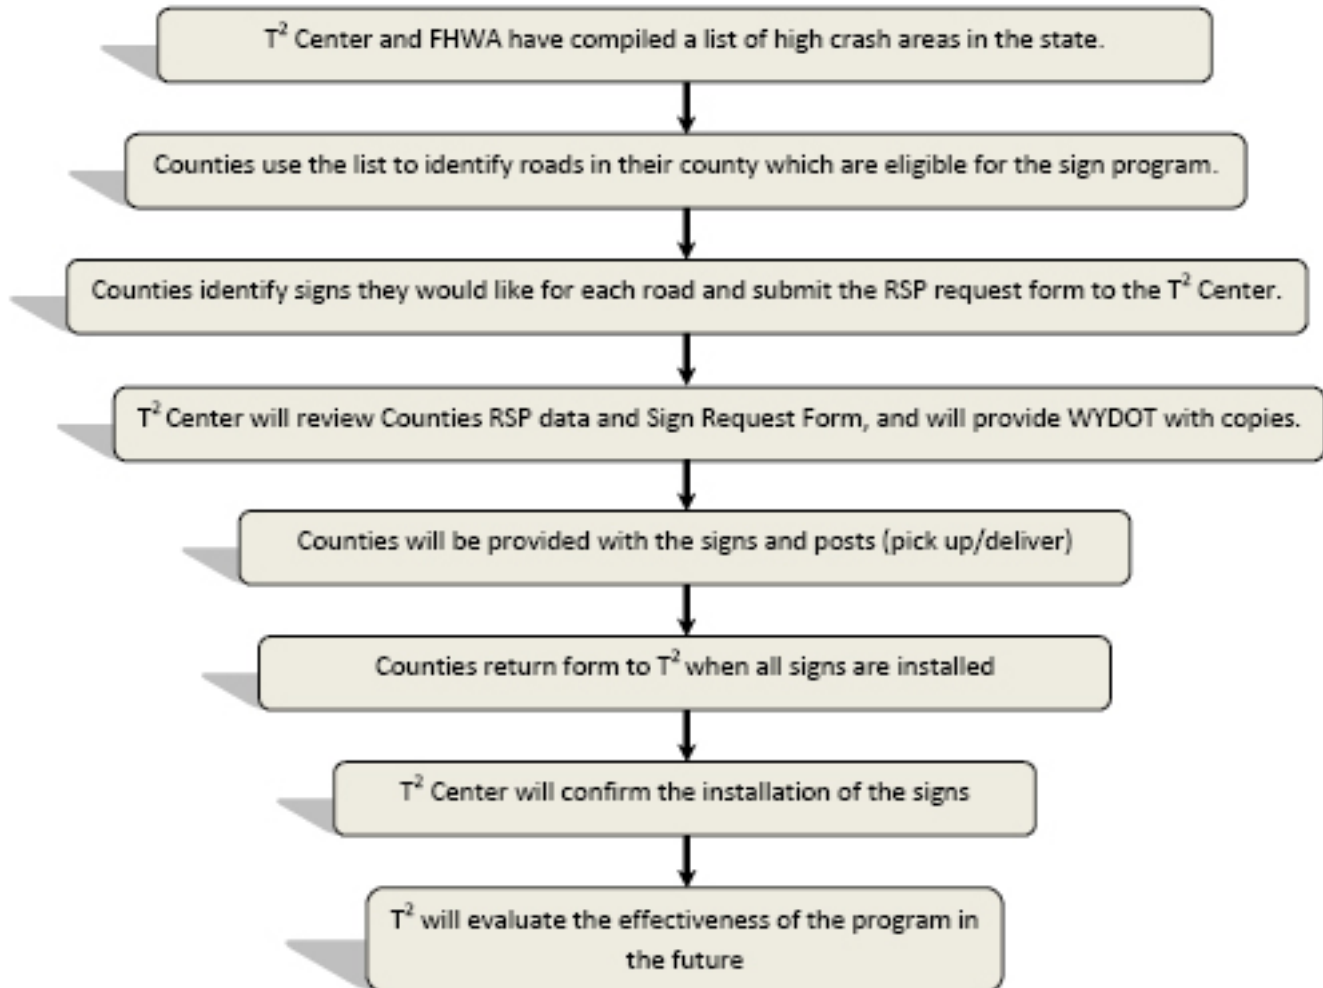 T² Center and FHWA have compiled a list of high crash areas in the state.
Counties use the list to identify roads in their county which are eligible for the sign program.
Counties identify signs they would like for each road and submit the RSP request form to the T² Center.
T² Center will review Counties RSP data and Sign Request Form, and will provide WYDOT with copies.
Counties will be provided with the signs and posts (pick up/deliver)
Counties return form to T² when all signs are installed
T² Center will confirm the installation of the signs
T² will evaluate the effectiveness of the program in
the future